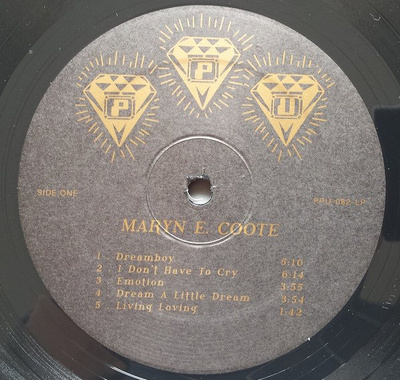 P P U
SIDE ONE
PPU-082-LP
MARYN E. COOTE
1 Dreamboy 5:10
2 I Don't Have To Cry 6:14
3 Emotion 3:55
4 Dream A Little Dream 3:54
5 Living Loving 1:42